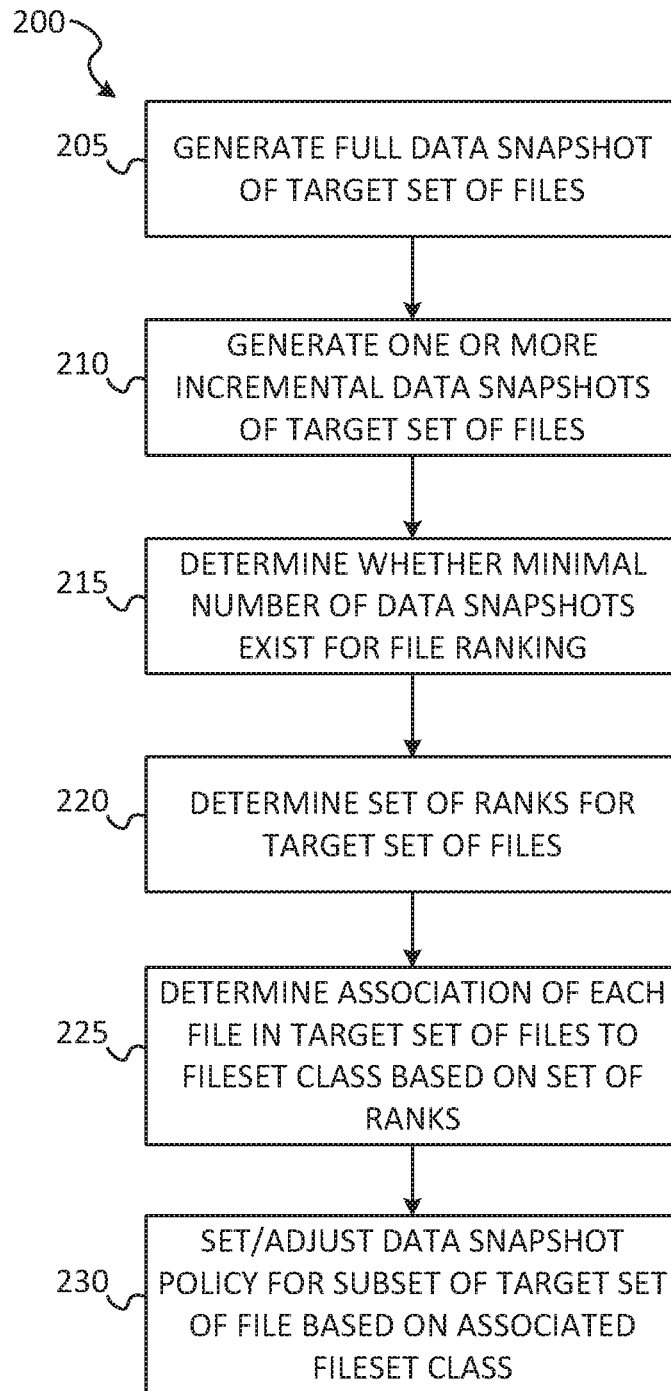 200
205
GENERATE FULL DATA SNAPSHOT
OF TARGET SET OF FILES
210
GENERATE ONE OR MORE
INCREMENTAL DATA SNAPSHOTS
OF TARGET SET OF FILES
215
DETERMINE WHETHER MINIMAL
NUMBER OF DATA SNAPSHOTS
EXIST FOR FILE RANKING
220
DETERMINE SET OF RANKS FOR
TARGET SET OF FILES
225
DETERMINE ASSOCIATION OF EACH
FILE IN TARGET SET OF FILES TO
FILESET CLASS BASED ON SET OF
RANKS
230
SET/ADJUST DATA SNAPSHOT
POLICY FOR SUBSET OF TARGET SET
OF FILE BASED ON ASSOCIATED
FILESET CLASS